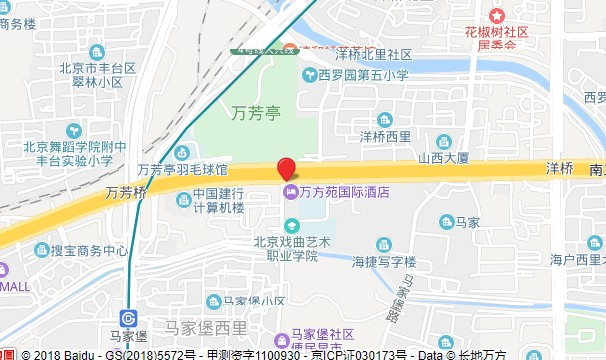 务楼
花椒树社区
居委会
洋桥北里社区
北京市丰台区
翠林小区
西罗园第五小学
万芳亭
洋桥西里
北京舞蹈学院附中
丰台实验小学
山西大厦
万芳亭羽毛球馆
洋桥
南三
万芳桥
中国建行
计算机楼
万方苑国际酒店
马家
北京戏曲艺术
职业学院
搜宝商务中心
海捷写字楼
海户西里
MALL
马家堡路
马家堡小区
马家堡
马家堡西里
马家堡社区
便民早市
© 2018 Baidu - GS(2018)5572号 - 甲测资字1100930 - 京ICP证030173号 - Data © 长地万方